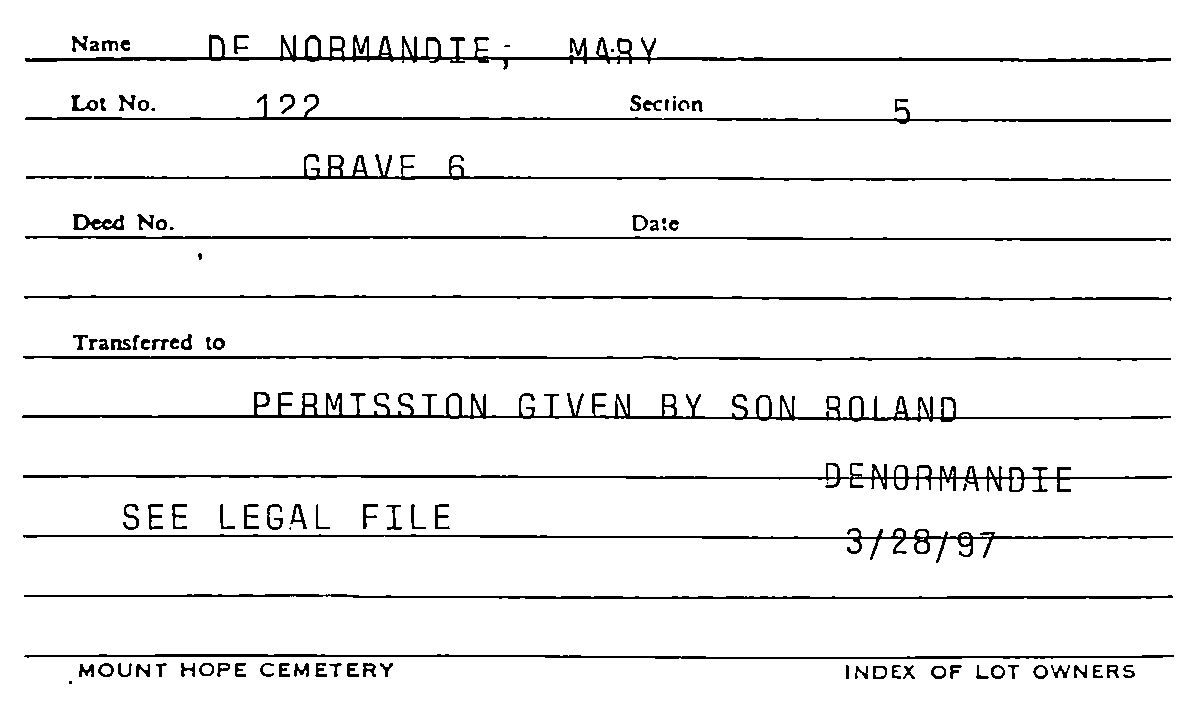 Name DE NORMANDIE; MARY
Lot No. 122 Section 5
GRAVE 6
Deed No. Date
Transferred to
PERMISSION GIVEN BY SON ROLAND
DENORMANDIE
SEE LEGAL FILE
3/28/97
MOUNT HOPE CEMETERY INDEX OF LOT OWNERS